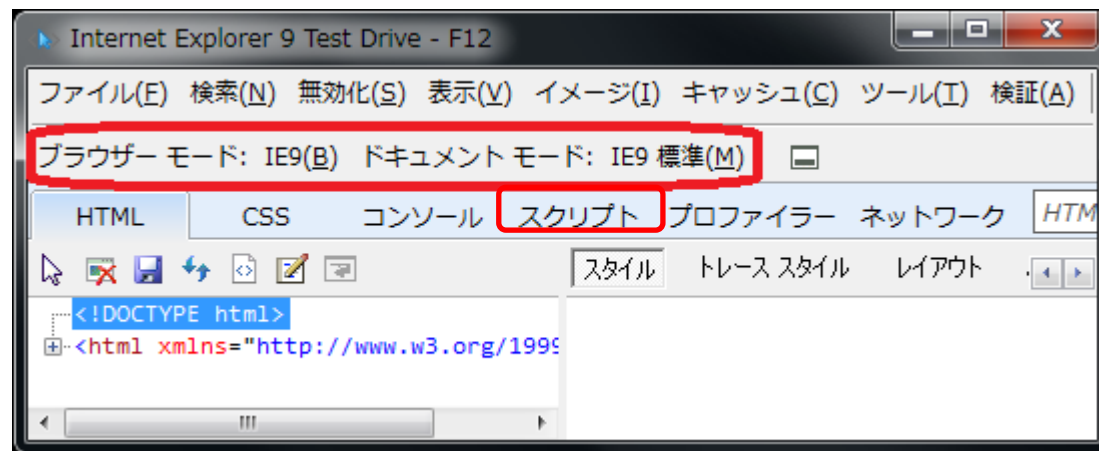 Internet Explorer 9 Test Drive - F12
ファイル(F) 検索(N) 無効化(S) 表示(V) イメージ(I) キャッシュ(C) ツール(T) 検証(A)
ブラウザー モード: IE9(B) ドキュメント モード: IE9 標準(M)
HTML CSS コンソール スクリプト プロファイラー ネットワーク HTM
スタイル トレース スタイル レイアウト
<!DOCTYPE html>
<html xmlns="http://www.w3.org/1999